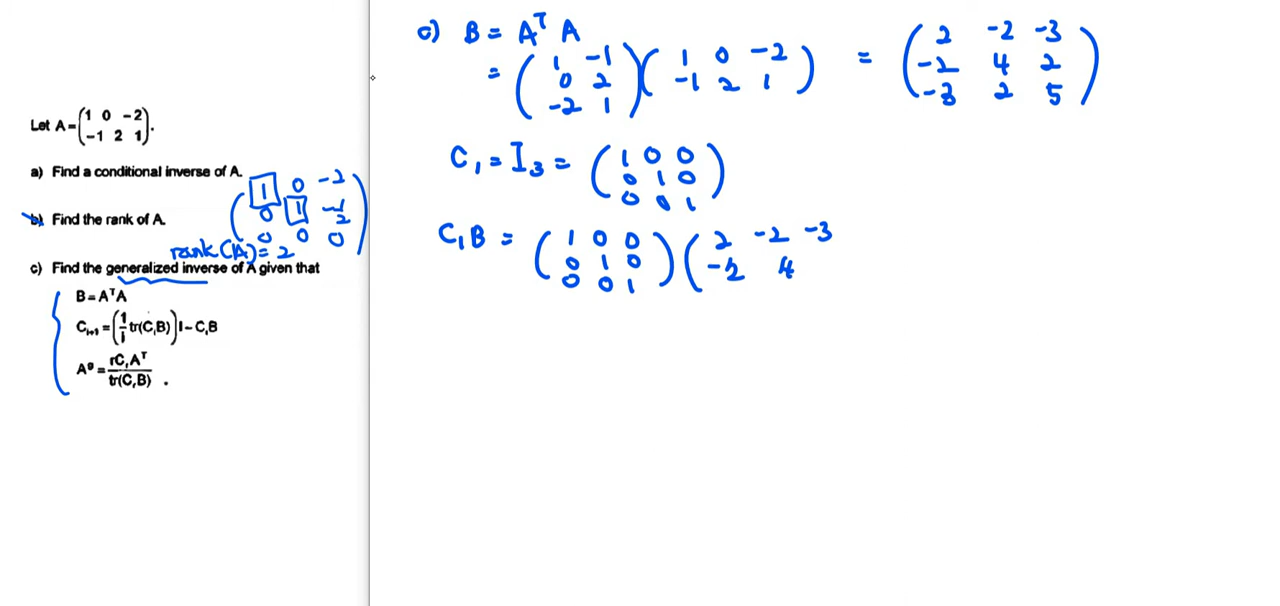 Let A=(1 0 -2
-1 2 1).
a) Find a conditional inverse of A.
b) Find the rank of A.
(1 0 -2
0 1 -1/2
0 0 0)
rank(A)=2
c) Find the generalized inverse of A given that
B=AᵀA
Cᵢ₊₁=(1/i tr(CᵢB))I-CᵢB
Aᵍ=rCᵣAᵀ/tr(CᵣB) .
c) B = Aᵀ A
= (1 -1
0 2
-2 1)(1 0 -2
-1 2 1) = (2 -2 -3
-2 4 2
-3 2 5)
C₁ = I₃ = (1 0 0
0 1 0
0 0 1)
C₁B = (1 0 0
0 1 0
0 0 1)(2 -2 -3
-2 4